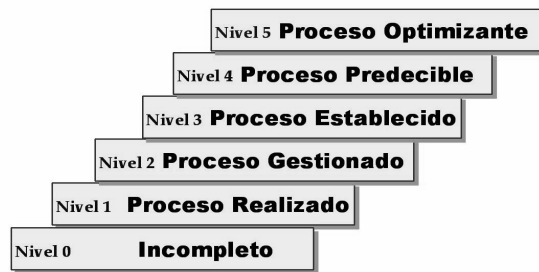 Nivel 5 Proceso Optimizante
Nivel 4 Proceso Predecible
Nivel 3 Proceso Establecido
Nivel 2 Proceso Gestionado
Nivel 1 Proceso Realizado
Nivel 0 Incompleto